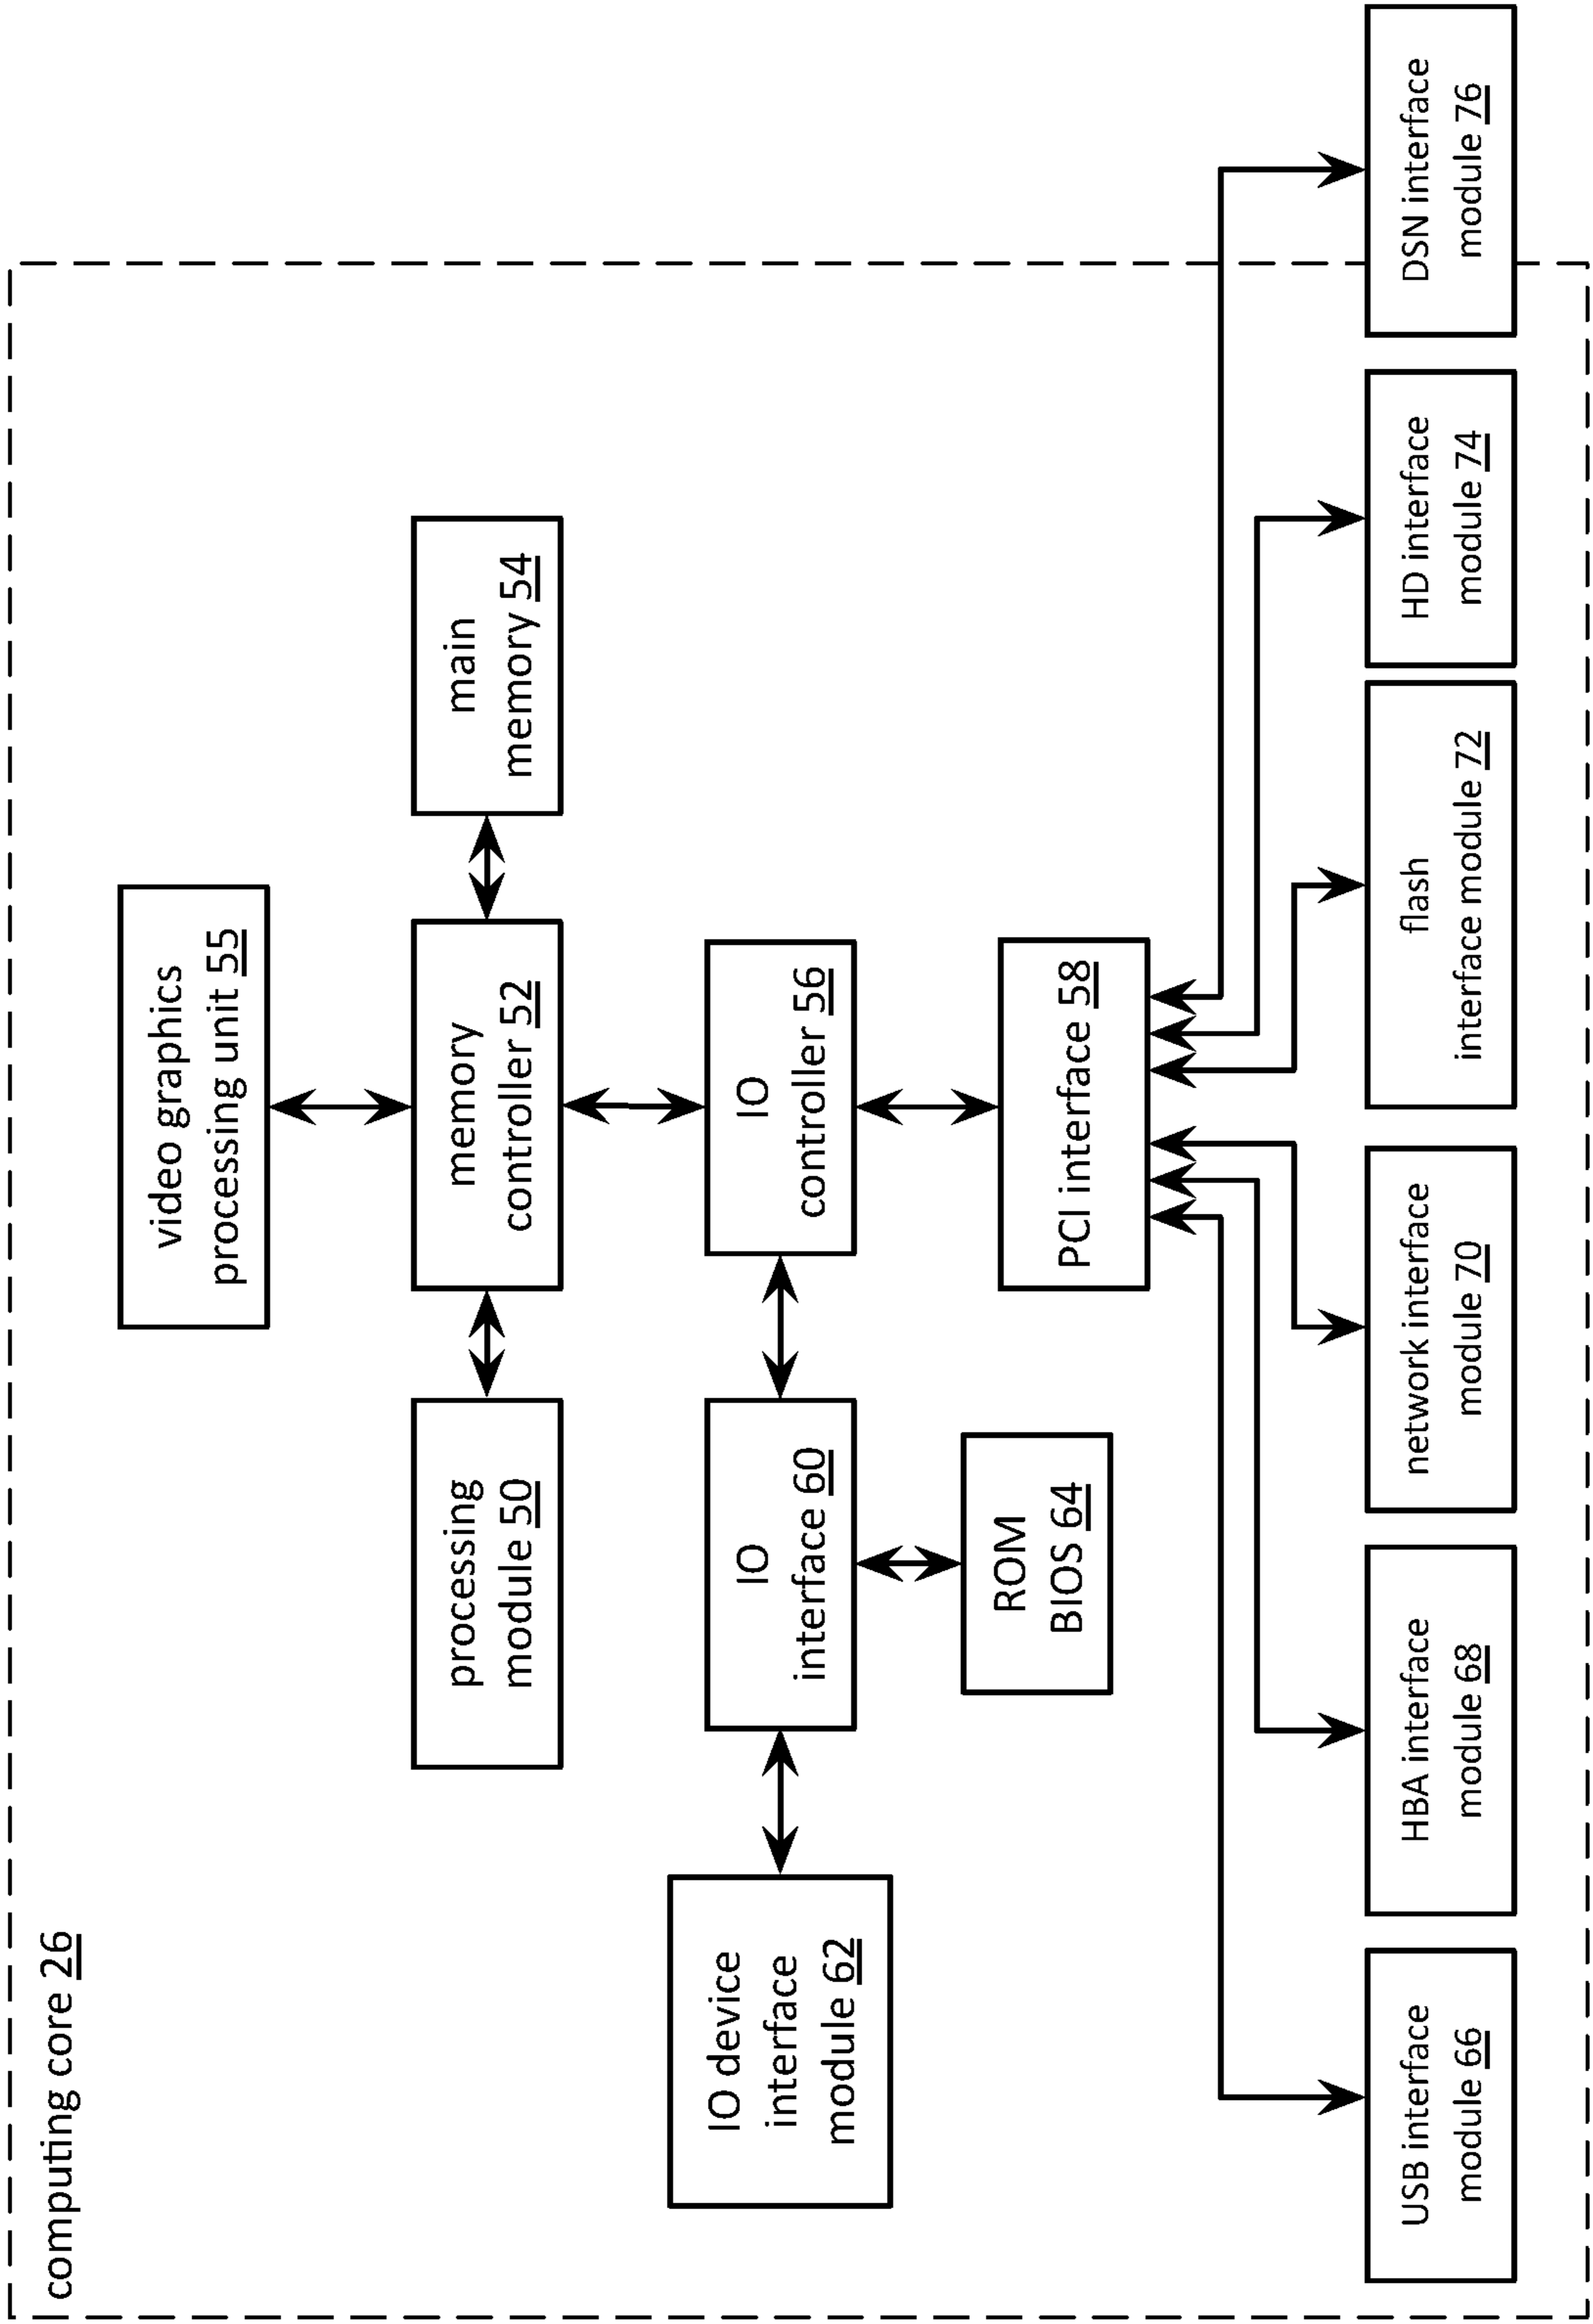 computing core 26
video graphics
processing unit 55
processing
module 50
memory
controller 52
main
memory 54
IO device
interface
module 62
IO
interface 60
IO
controller 56
ROM
BIOS 64
PCI interface 58
USB interface
module 66
HBA interface
module 68
network interface
module 70
flash
interface module 72
HD interface
module 74
DSN interface
module 76